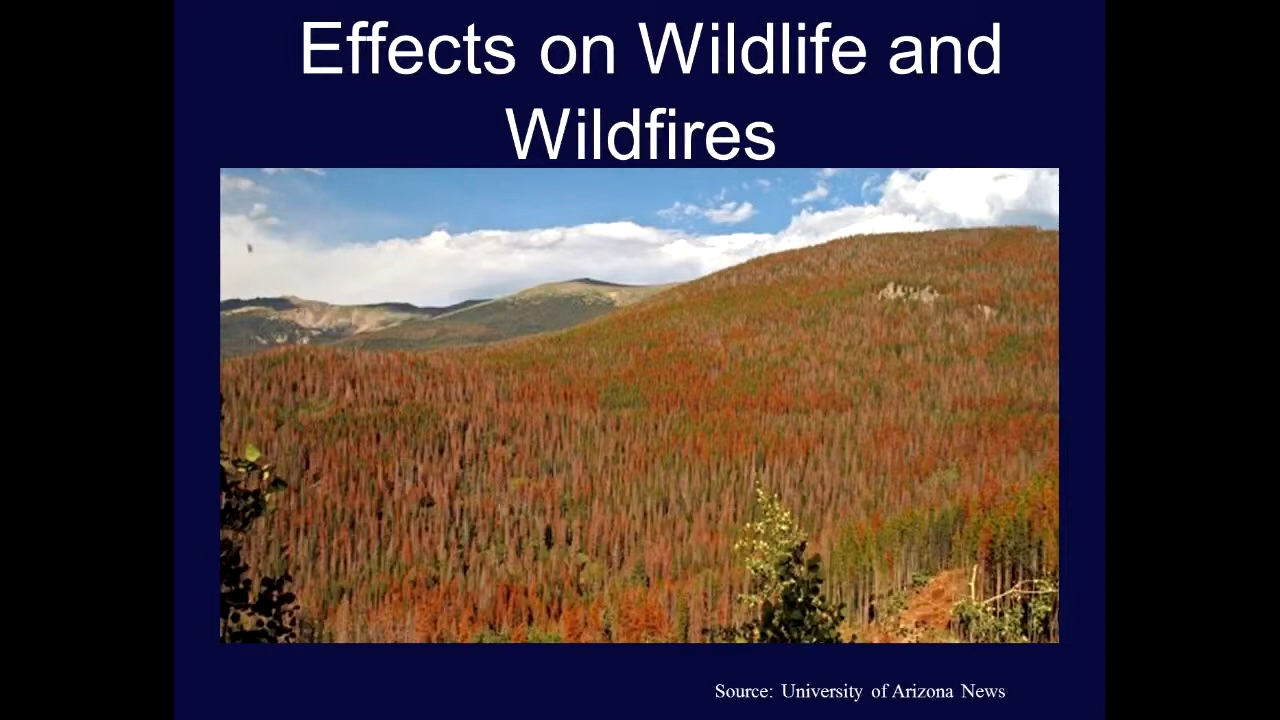 Effects on Wildlife and
Wildfires
Source: University of Arizona News